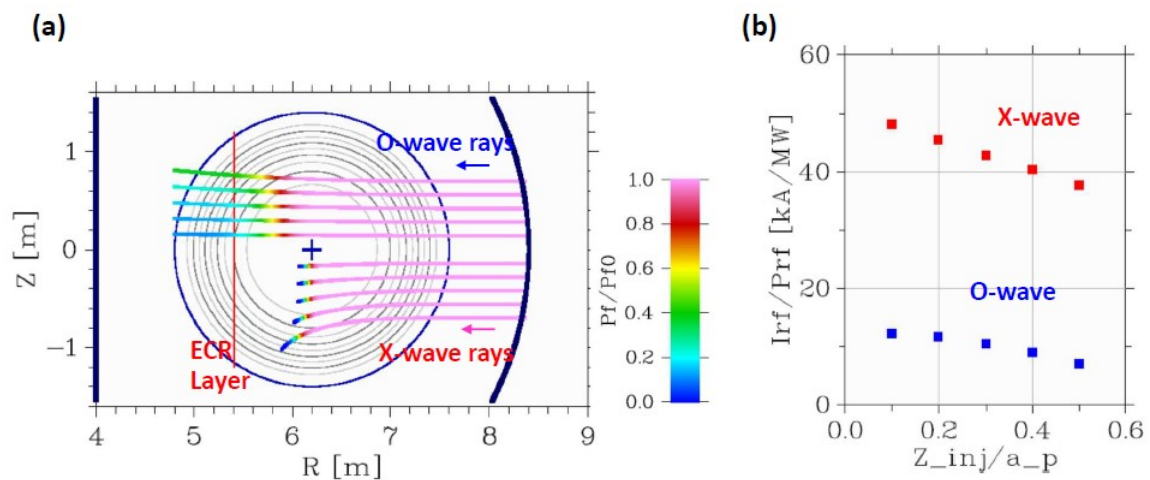 (a)
O-wave rays
X-wave rays
ECR
Layer
Z [m]
1
0
−1
4
5
6
7
8
9
R [m]
Pf/Pf0
1.0
0.8
0.6
0.4
0.2
0.0
(b)
X-wave
O-wave
Irf/Prf [kA/MW]
60
40
20
0
0.0
0.2
0.4
0.6
Z_inj/a_p